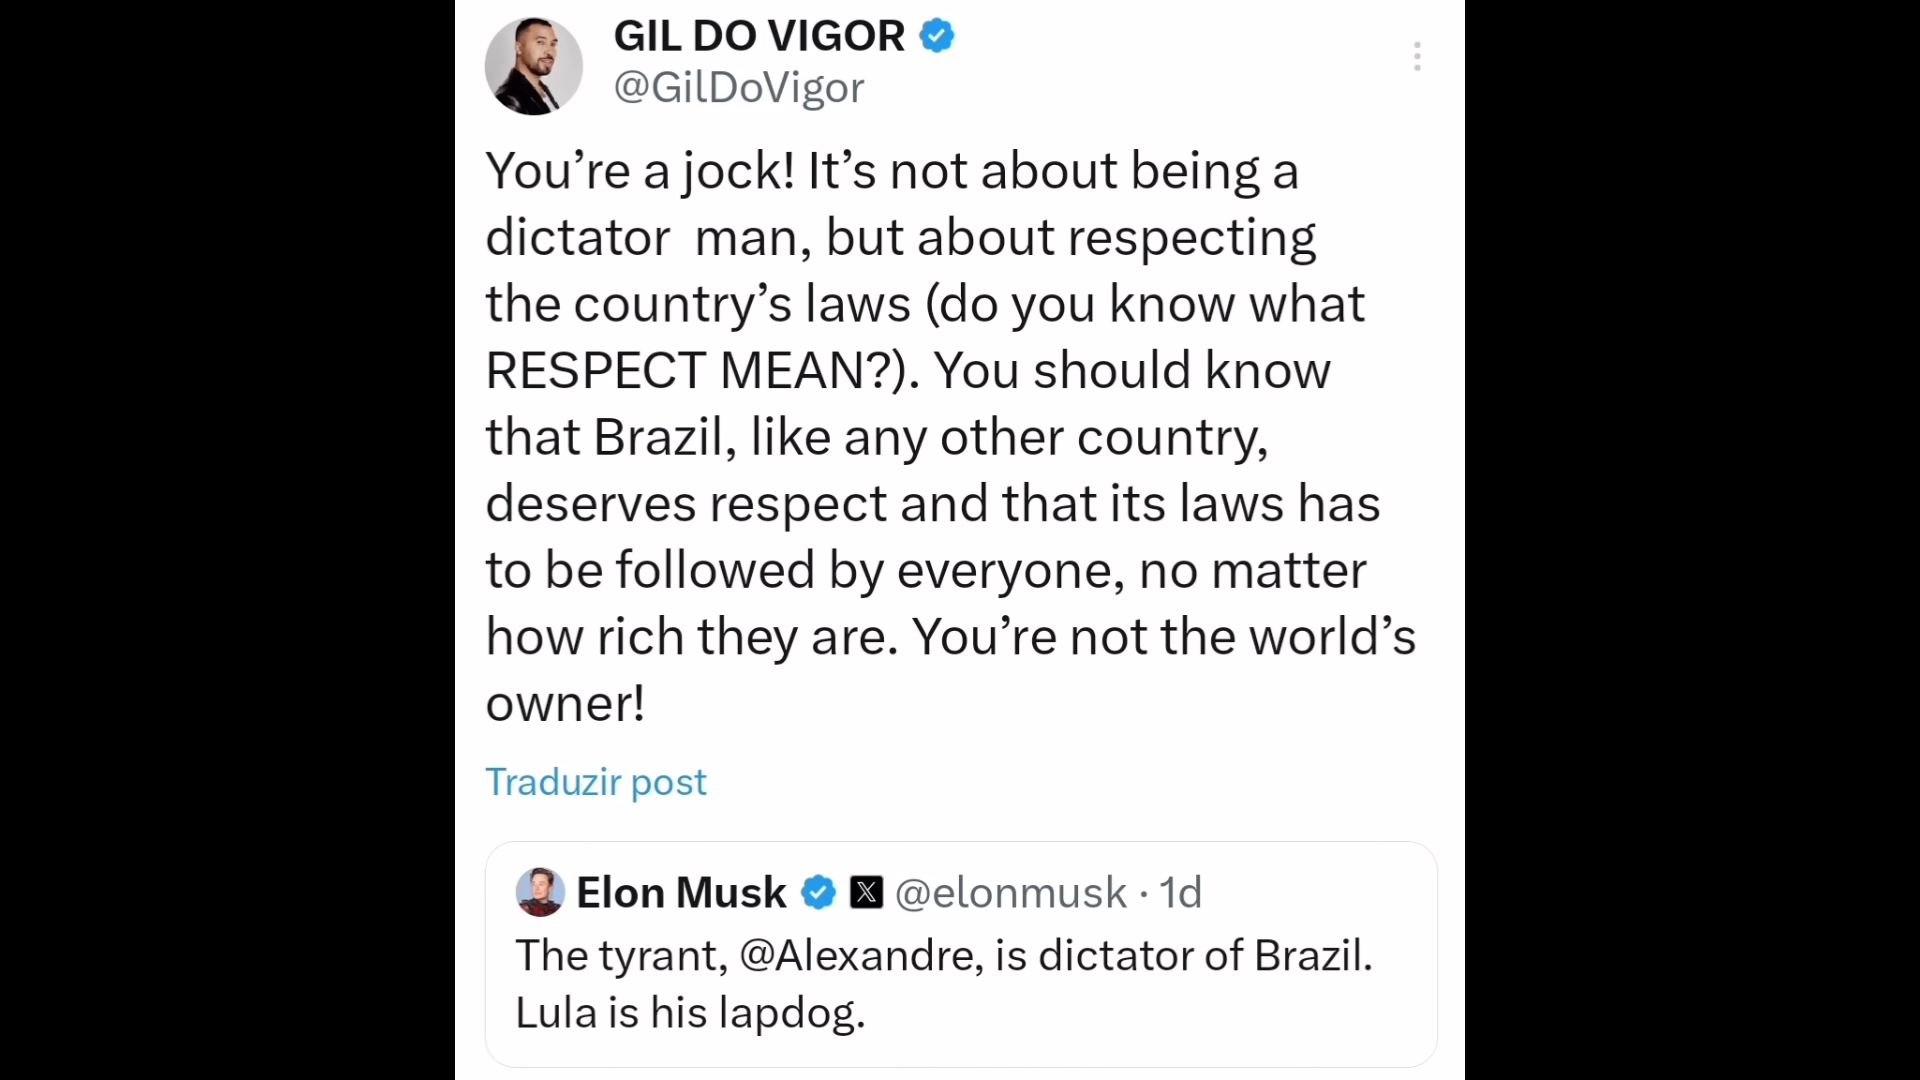 GIL DO VIGOR
@GilDoVigor
You’re a jock! It’s not about being a
dictator  man, but about respecting
the country’s laws (do you know what
RESPECT MEAN?). You should know
that Brazil, like any other country,
deserves respect and that its laws has
to be followed by everyone, no matter
how rich they are. You’re not the world’s
owner!
Traduzir post
Elon Musk X @elonmusk · 1d
The tyrant, @Alexandre, is dictator of Brazil.
Lula is his lapdog.